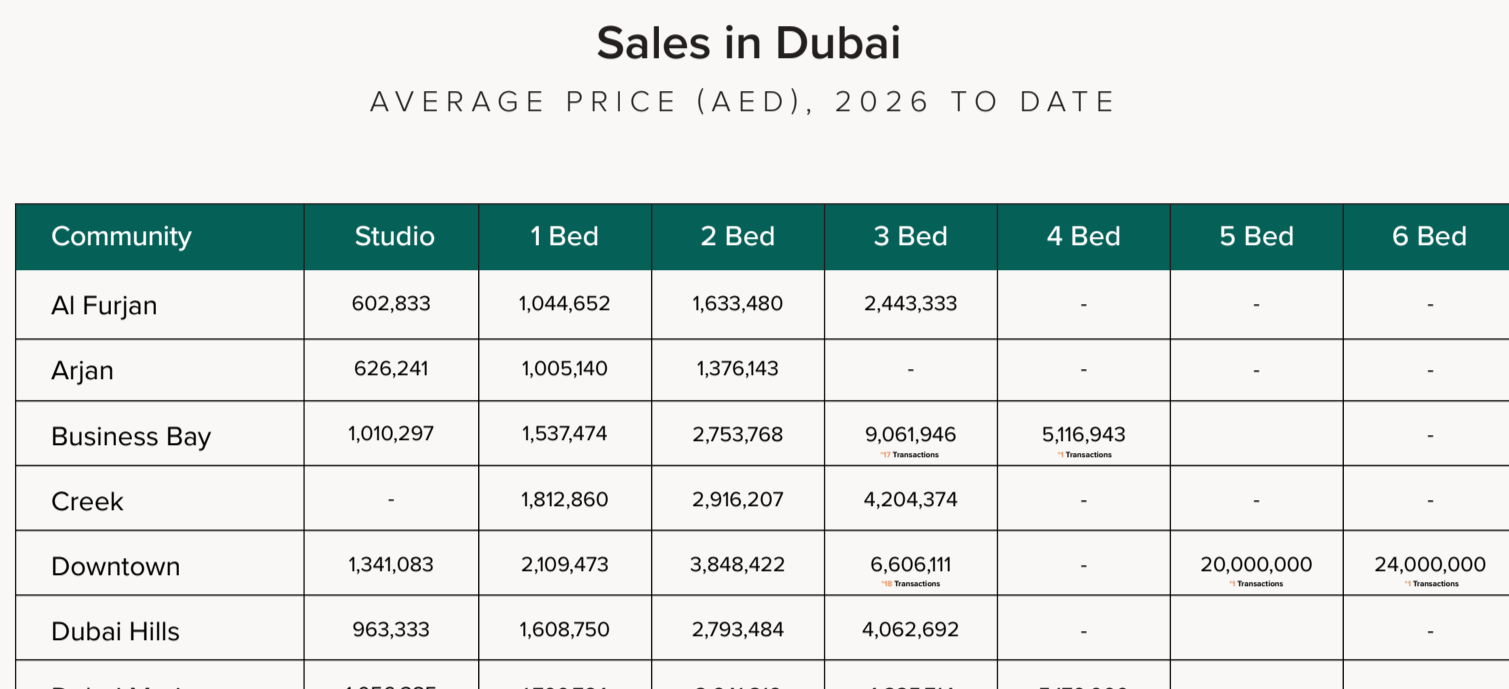 Sales in Dubai
AVERAGE PRICE (AED), 2026 TO DATE
Community Studio 1 Bed 2 Bed 3 Bed 4 Bed 5 Bed 6 Bed
Al Furjan 602,833 1,044,652 1,633,480 2,443,333 - - -
Arjan 626,241 1,005,140 1,376,143 - - - -
Business Bay 1,010,297 1,537,474 2,753,768 9,061,946 5,116,943 -
*17 Transactions *1 Transactions
Creek - 1,812,860 2,916,207 4,204,374 - - -
Downtown 1,341,083 2,109,473 3,848,422 6,606,111 - 20,000,000 24,000,000
*18 Transactions *1 Transactions *1 Transactions
Dubai Hills 963,333 1,608,750 2,793,484 4,062,692 - -